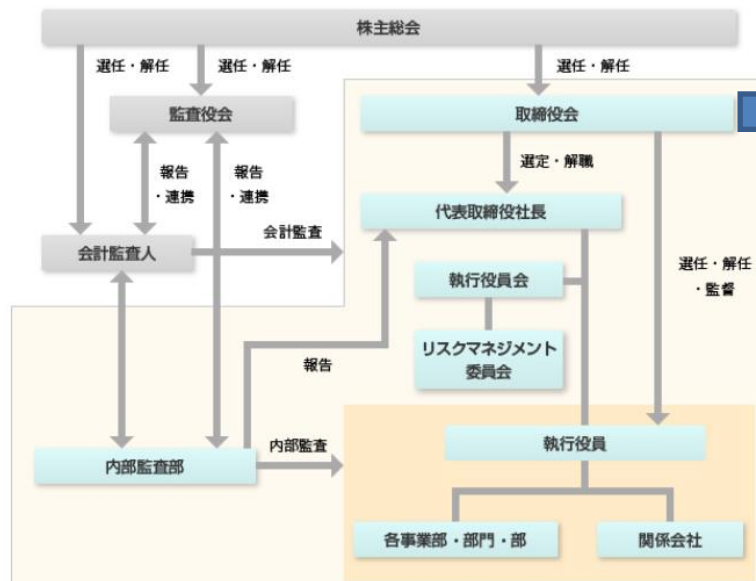 株主総会
選任・解任
選任・解任
選任・解任
監査役会
取締役会
報告
・連携
報告
・連携
選定・解職
代表取締役社長
会計監査人
会計監査
選任・解任
・監督
執行役員会
リスクマネジメント
委員会
報告
内部監査部
内部監査
執行役員
各事業部・部門・部
関係会社